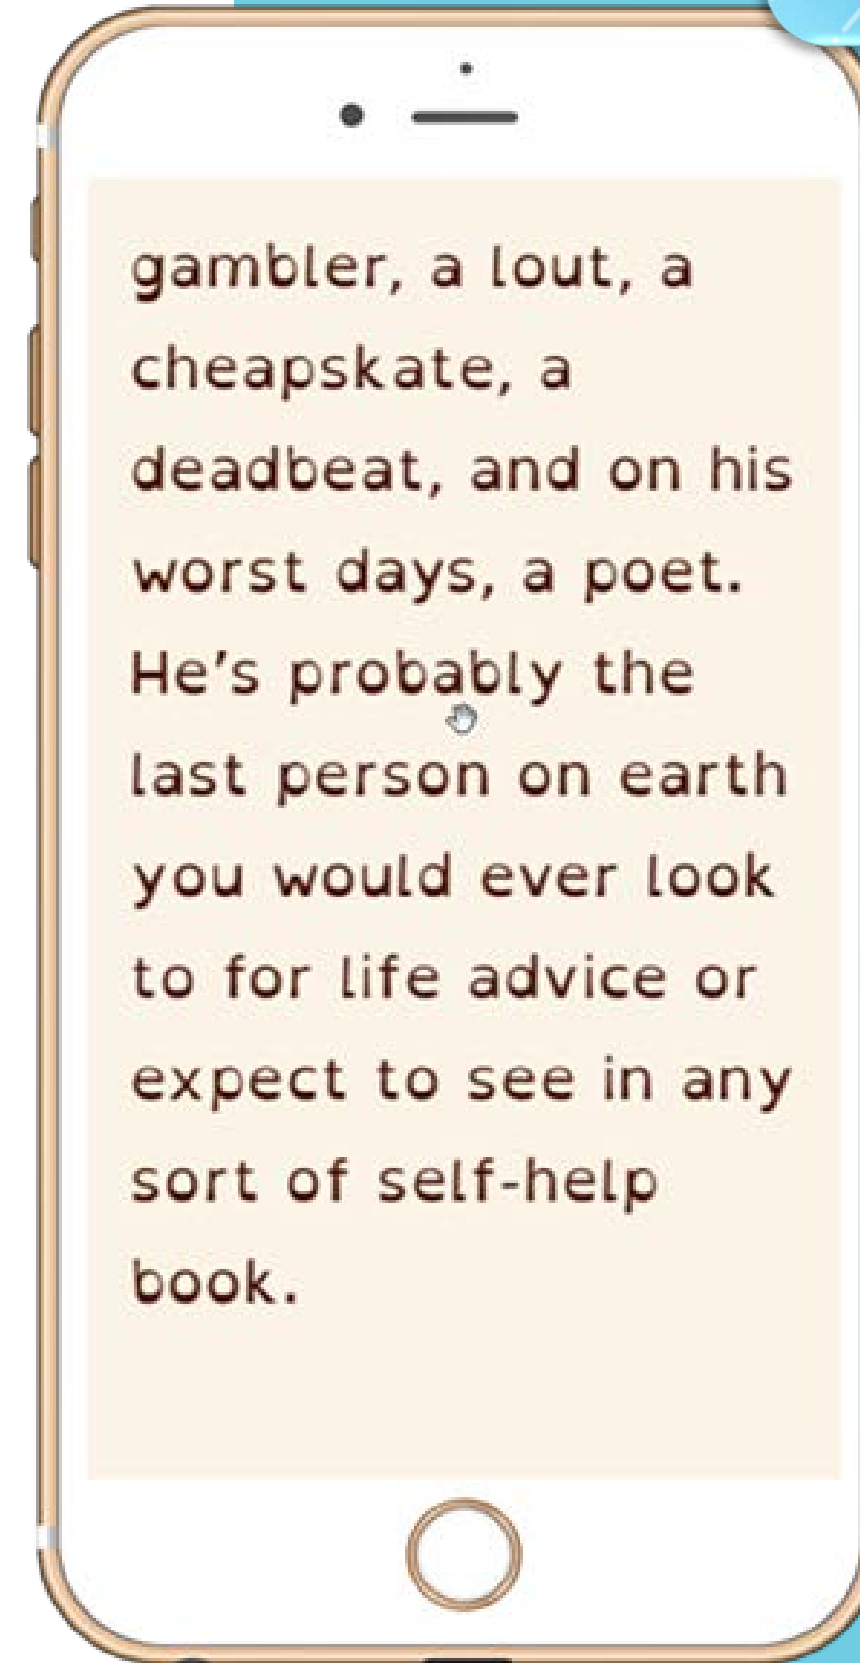 gambler, a lout, a
cheapskate, a
deadbeat, and on his
worst days, a poet.
He’s probably the
last person on earth
you would ever look
to for life advice or
expect to see in any
sort of self-help
book.